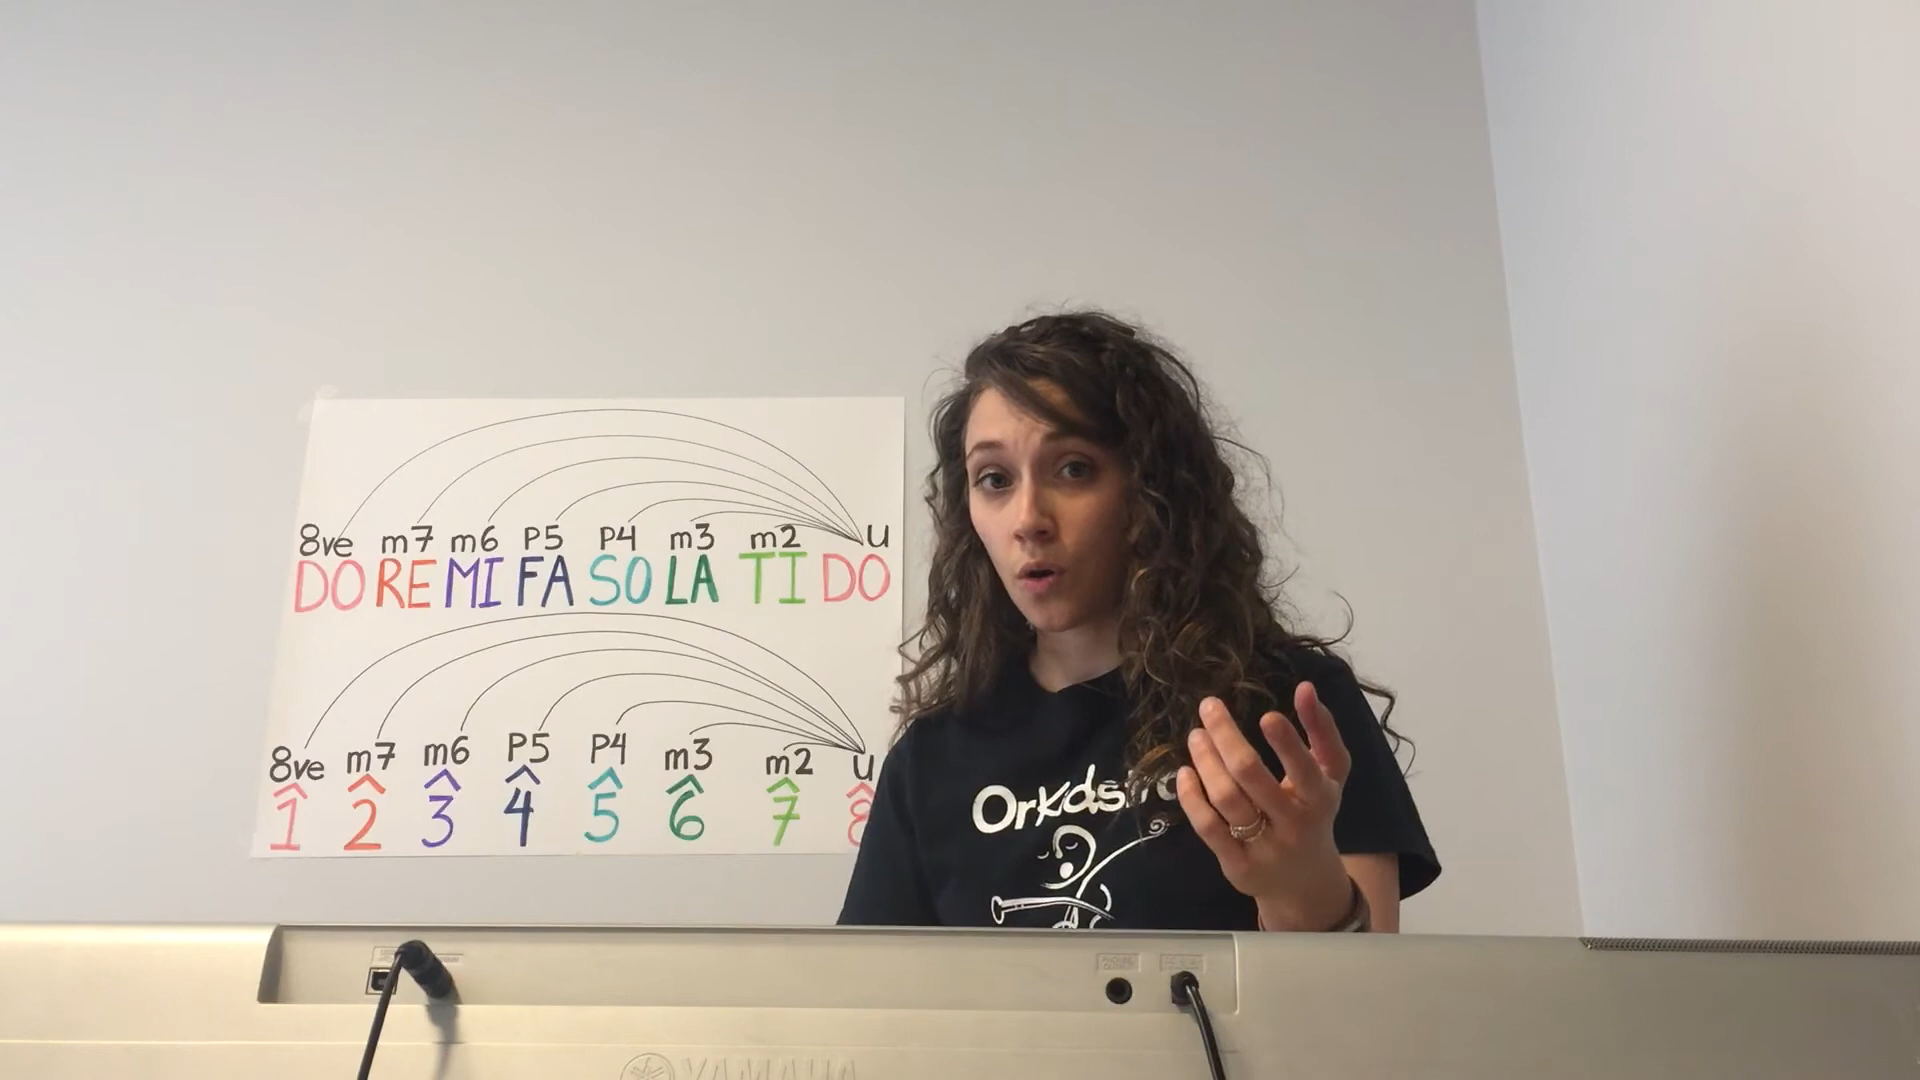 8ve m7 m6 P5 P4 m3 m2 U
DO RE MI FA SO LA TI DO
8ve m7 m6 P5 P4 m3 m2 U
1 2 3 4 5 6 7 8
YAMAHA